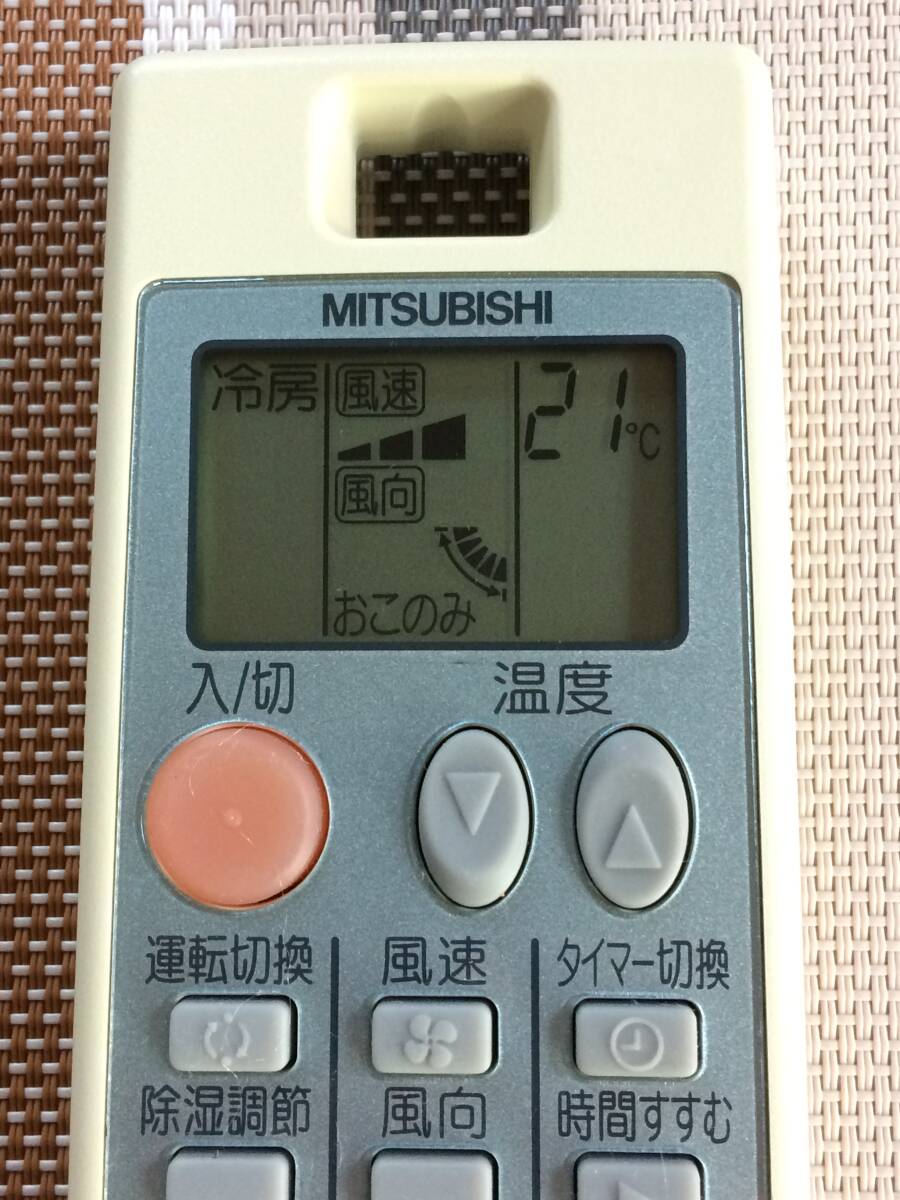 MITSUBISHI
冷房 風速 21℃
風向
おこのみ
入/切 温度
運転切換 風速 タイマー切換
除湿調節 風向 時間すすむ